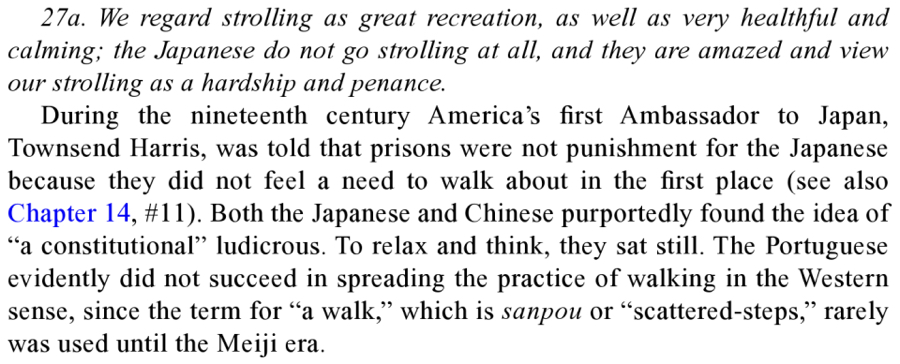 27a. We regard strolling as great recreation, as well as very healthful and
calming; the Japanese do not go strolling at all, and they are amazed and view
our strolling as a hardship and penance.
During the nineteenth century America’s first Ambassador to Japan,
Townsend Harris, was told that prisons were not punishment for the Japanese
because they did not feel a need to walk about in the first place (see also
Chapter 14, #11). Both the Japanese and Chinese purportedly found the idea of
“a constitutional” ludicrous. To relax and think, they sat still. The Portuguese
evidently did not succeed in spreading the practice of walking in the Western
sense, since the term for “a walk,” which is sanpou or “scattered-steps,” rarely
was used until the Meiji era.